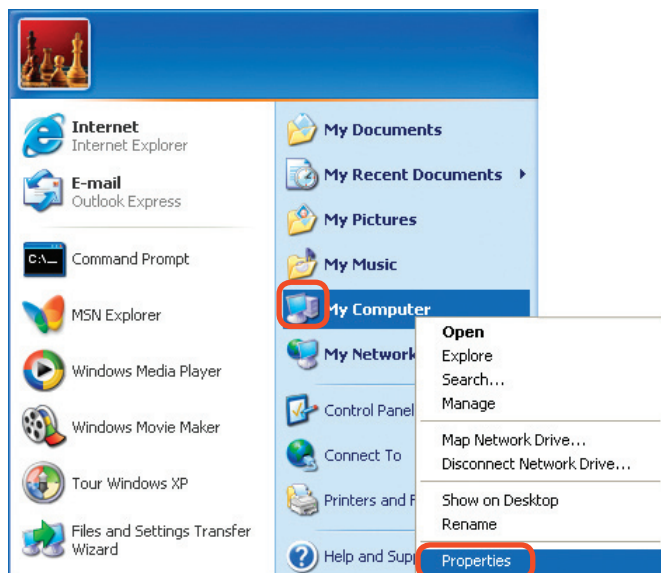 Internet
Internet Explorer
E-mail
Outlook Express
C:\_
Command Prompt
MSN Explorer
Windows Media Player
Windows Movie Maker
Tour Windows XP
Files and Settings Transfer
Wizard
My Documents
My Recent Documents
My Pictures
My Music
My Computer
My Network
Control Panel
Connect To
Printers and F
Help and Supp
Open
Explore
Search...
Manage
Map Network Drive...
Disconnect Network Drive...
Show on Desktop
Rename
Properties